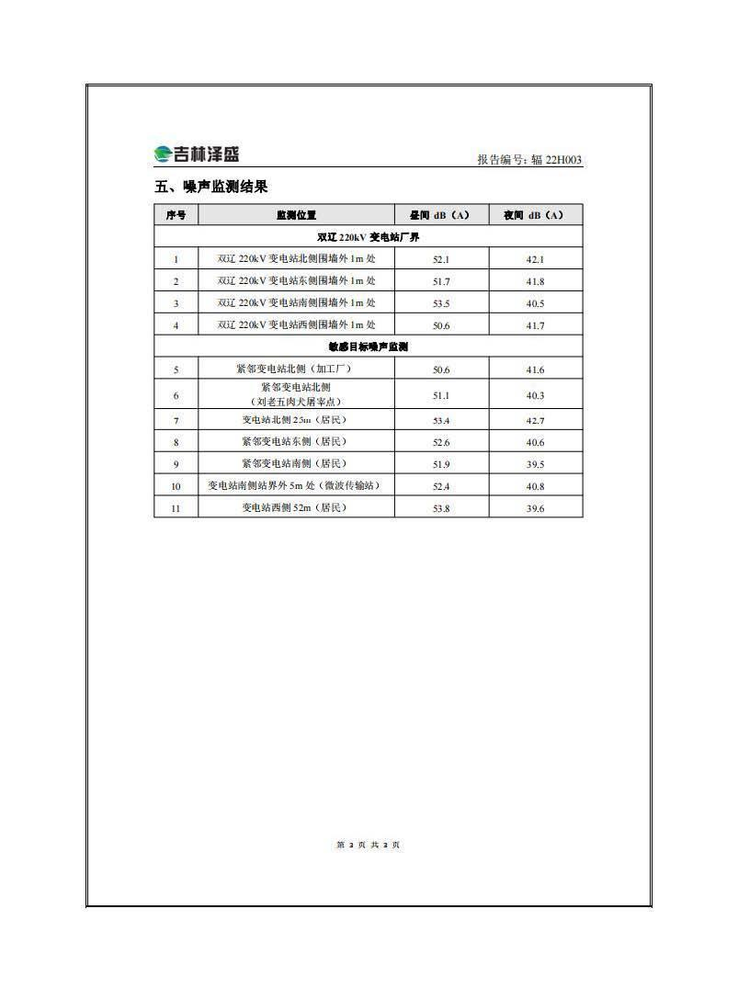 吉林泽盛
报告编号：辐 22H003
五、噪声监测结果
序号 监测位置 昼间 dB（A） 夜间 dB（A）
双辽 220kV 变电站厂界
1 双辽 220kV 变电站北侧围墙外 1m 处 52.1 42.1
2 双辽 220kV 变电站东侧围墙外 1m 处 51.7 41.8
3 双辽 220kV 变电站南侧围墙外 1m 处 53.5 40.5
4 双辽 220kV 变电站西侧围墙外 1m 处 50.6 41.7
敏感目标噪声监测
5 紧邻变电站北侧（加工厂） 50.6 41.6
6 紧邻变电站北侧 51.1 40.3
（刘老五肉犬屠宰点）
7 变电站北侧 25m（居民） 53.4 42.7
8 紧邻变电站东侧（居民） 52.6 40.6
9 紧邻变电站南侧（居民） 51.9 39.5
10 变电站南侧站界外 5m 处（微波传输站） 52.4 40.8
11 变电站西侧 52m（居民） 53.8 39.6
第 3 页 共 3 页